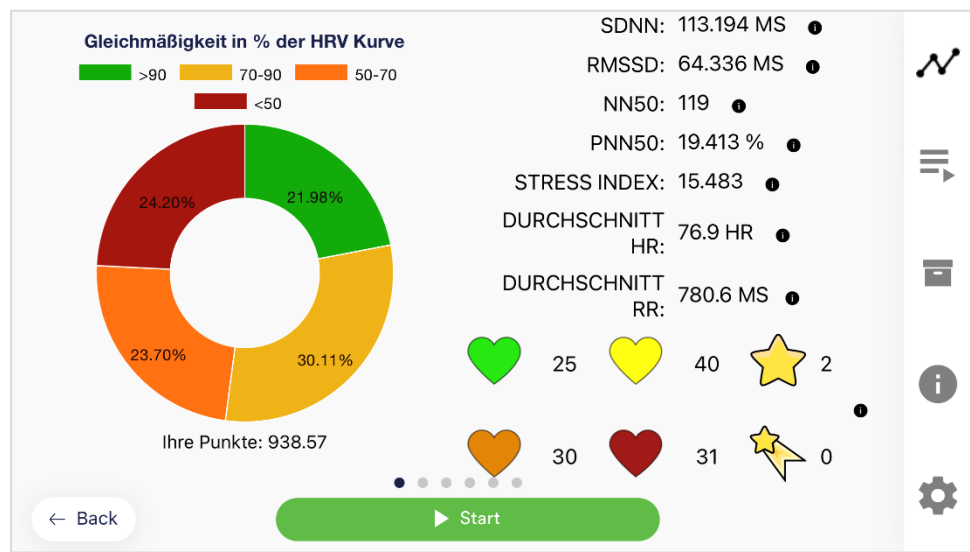 Gleichmäßigkeit in % der HRV Kurve
>90 70-90 50-70
<50
24.20% 21.98%
23.70% 30.11%
Ihre Punkte: 938.57
SDNN: 113.194 MS
RMSSD: 64.336 MS
NN50: 119
PNN50: 19.413 %
STRESS INDEX: 15.483
DURCHSCHNITT
HR: 76.9 HR
DURCHSCHNITT
RR: 780.6 MS
25 40 2
30 31 0
← Back
Start